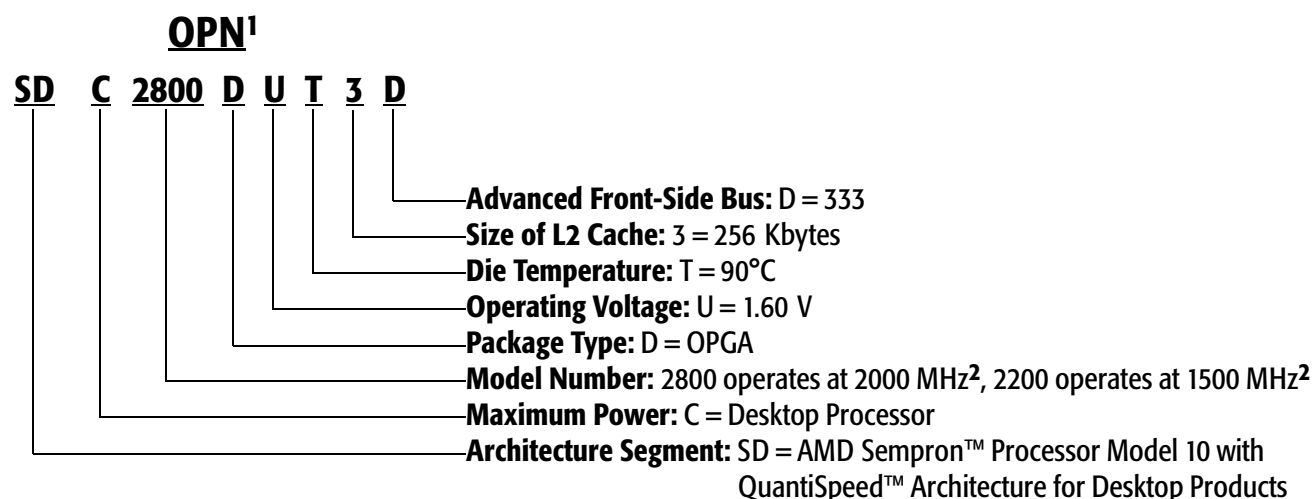 OPN¹
SD C 2800 D U T 3 D
Advanced Front-Side Bus: D = 333
Size of L2 Cache: 3 = 256 Kbytes
Die Temperature: T = 90°C
Operating Voltage: U = 1.60 V
Package Type: D = OPGA
Model Number: 2800 operates at 2000 MHz², 2200 operates at 1500 MHz²
Maximum Power: C = Desktop Processor
Architecture Segment: SD = AMD Sempron™ Processor Model 10 with
QuantiSpeed™ Architecture for Desktop Products